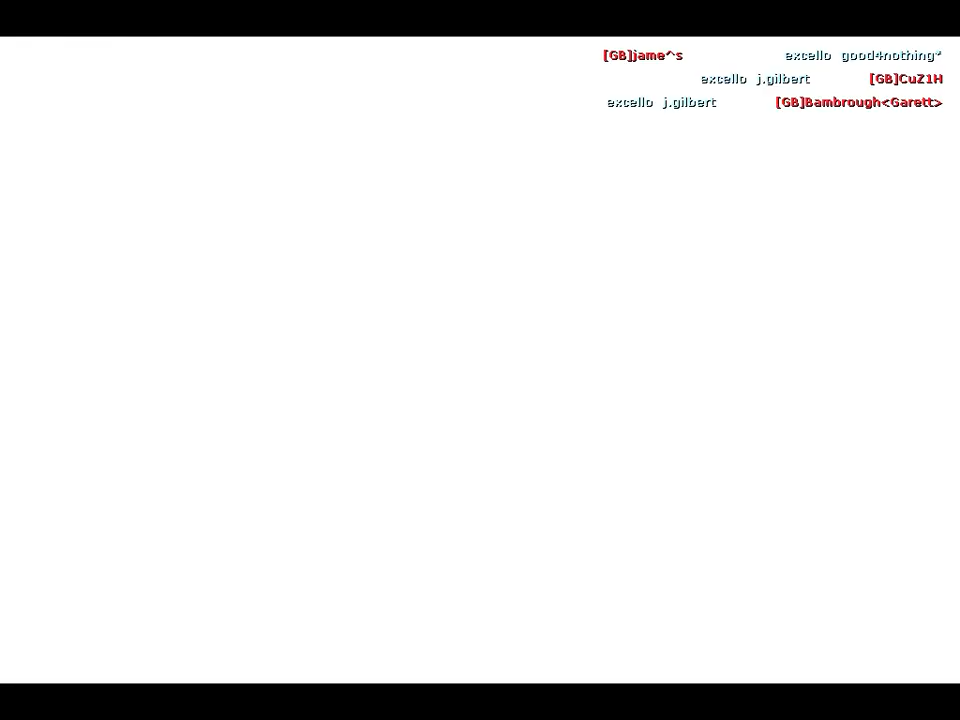 [GB]jame^s excello good4nothing*
excello j.gilbert [GB]CuZ1H
excello j.gilbert [GB]Bambrough<Garett>